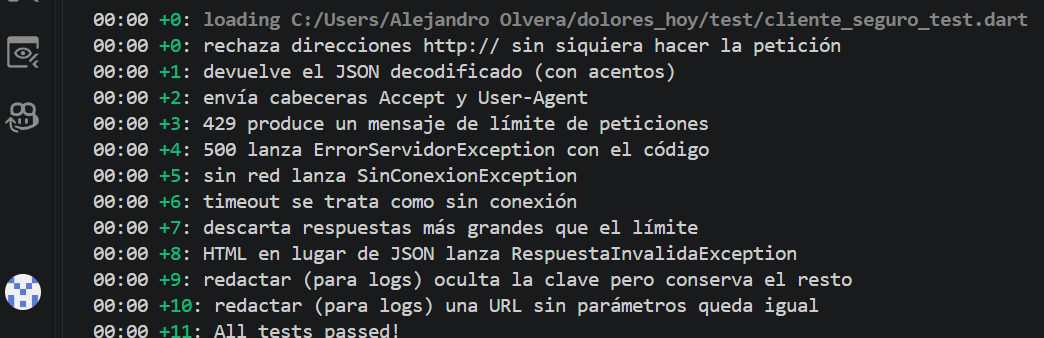 00:00 +0: loading C:/Users/Alejandro Olvera/dolores_hoy/test/cliente_seguro_test.dart
00:00 +0: rechaza direcciones http:// sin siquiera hacer la petición
00:00 +1: devuelve el JSON decodificado (con acentos)
00:00 +2: envía cabeceras Accept y User-Agent
00:00 +3: 429 produce un mensaje de límite de peticiones
00:00 +4: 500 lanza ErrorServidorException con el código
00:00 +5: sin red lanza SinConexionException
00:00 +6: timeout se trata como sin conexión
00:00 +7: descarta respuestas más grandes que el límite
00:00 +8: HTML en lugar de JSON lanza RespuestaInvalidaException
00:00 +9: redactar (para logs) oculta la clave pero conserva el resto
00:00 +10: redactar (para logs) una URL sin parámetros queda igual
00:00 +11: All tests passed!